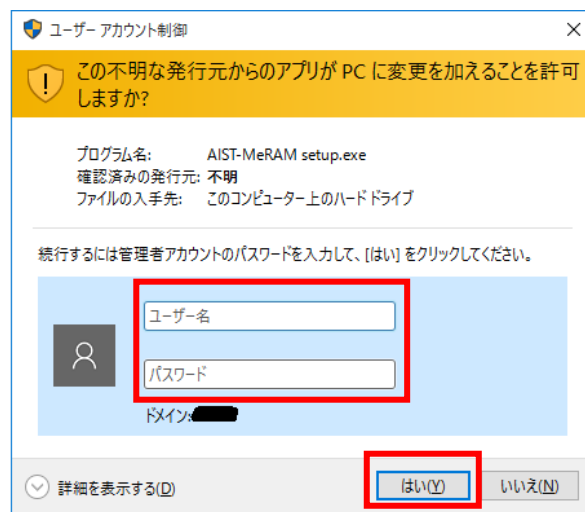 ユーザー アカウント制御
この不明な発行元からのアプリが PC に変更を加えることを許可
しますか?
プログラム名: AIST-MeRAM setup.exe
確認済みの発行元: 不明
ファイルの入手先: このコンピューター上のハード ドライブ
続行するには管理者アカウントのパスワードを入力して、[はい] をクリックしてください。
ユーザー名
パスワード
ドメイン:
詳細を表示する(D)
はい(Y)
いいえ(N)